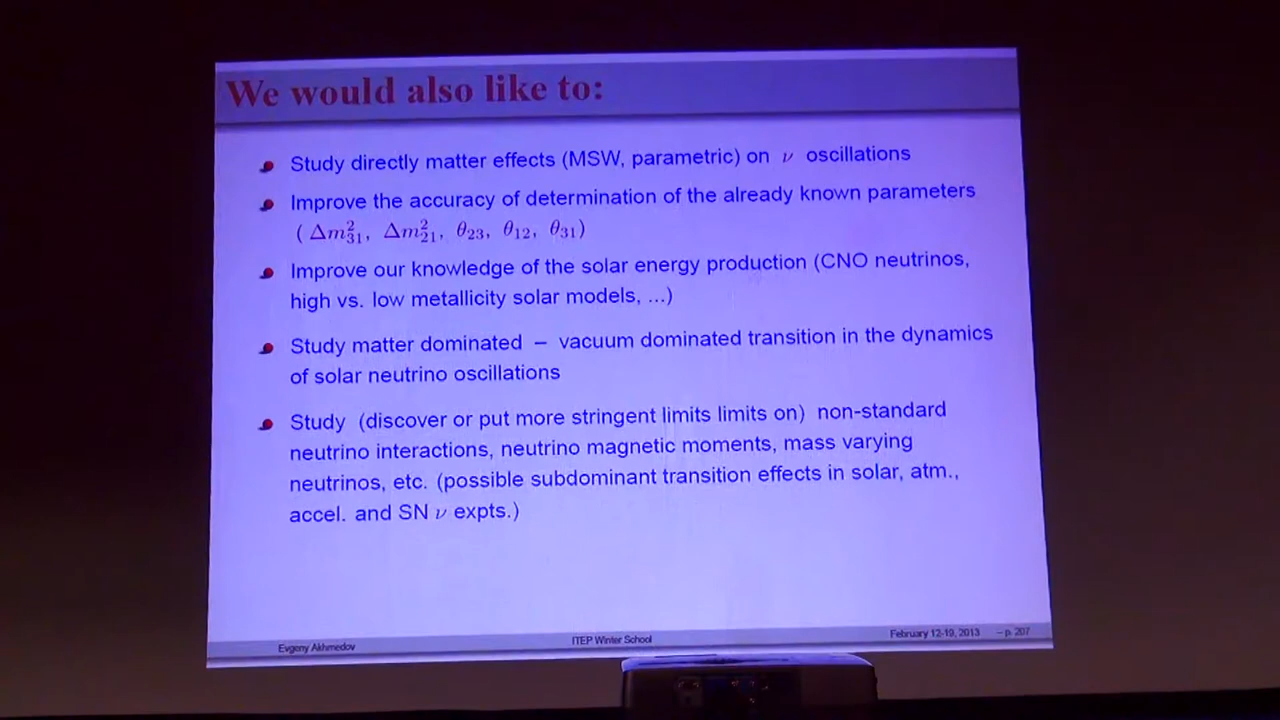 We would also like to:
Study directly matter effects (MSW, parametric) on ν oscillations
Improve the accuracy of determination of the already known parameters
( Δm²₃₁, Δm²₂₁, θ₂₃, θ₁₂, θ₃₁)
Improve our knowledge of the solar energy production (CNO neutrinos,
high vs. low metallicity solar models, ...)
Study matter dominated – vacuum dominated transition in the dynamics
of solar neutrino oscillations
Study (discover or put more stringent limits limits on) non-standard
neutrino interactions, neutrino magnetic moments, mass varying
neutrinos, etc. (possible subdominant transition effects in solar, atm.,
accel. and SN ν expts.)
Evgeny Akhmedov ITEP Winter School February 12-19, 2013 – p. 207